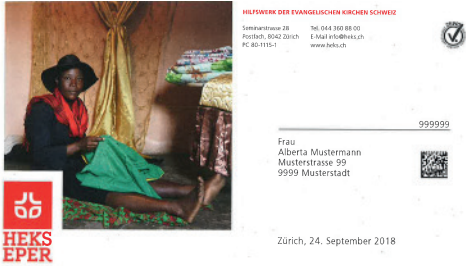 HILFSWERK DER EVANGELISCHEN KIRCHEN SCHWEIZ
Seminarstrasse 28
Postfach, 8042 Zürich
PC 80-1115-1
Tel. 044 360 88 00
E-Mail info@heks.ch
www.heks.ch
999999
Frau
Alberta Mustermann
Musterstrasse 99
9999 Musterstadt
HEKS
EPER
Zürich, 24. September 2018